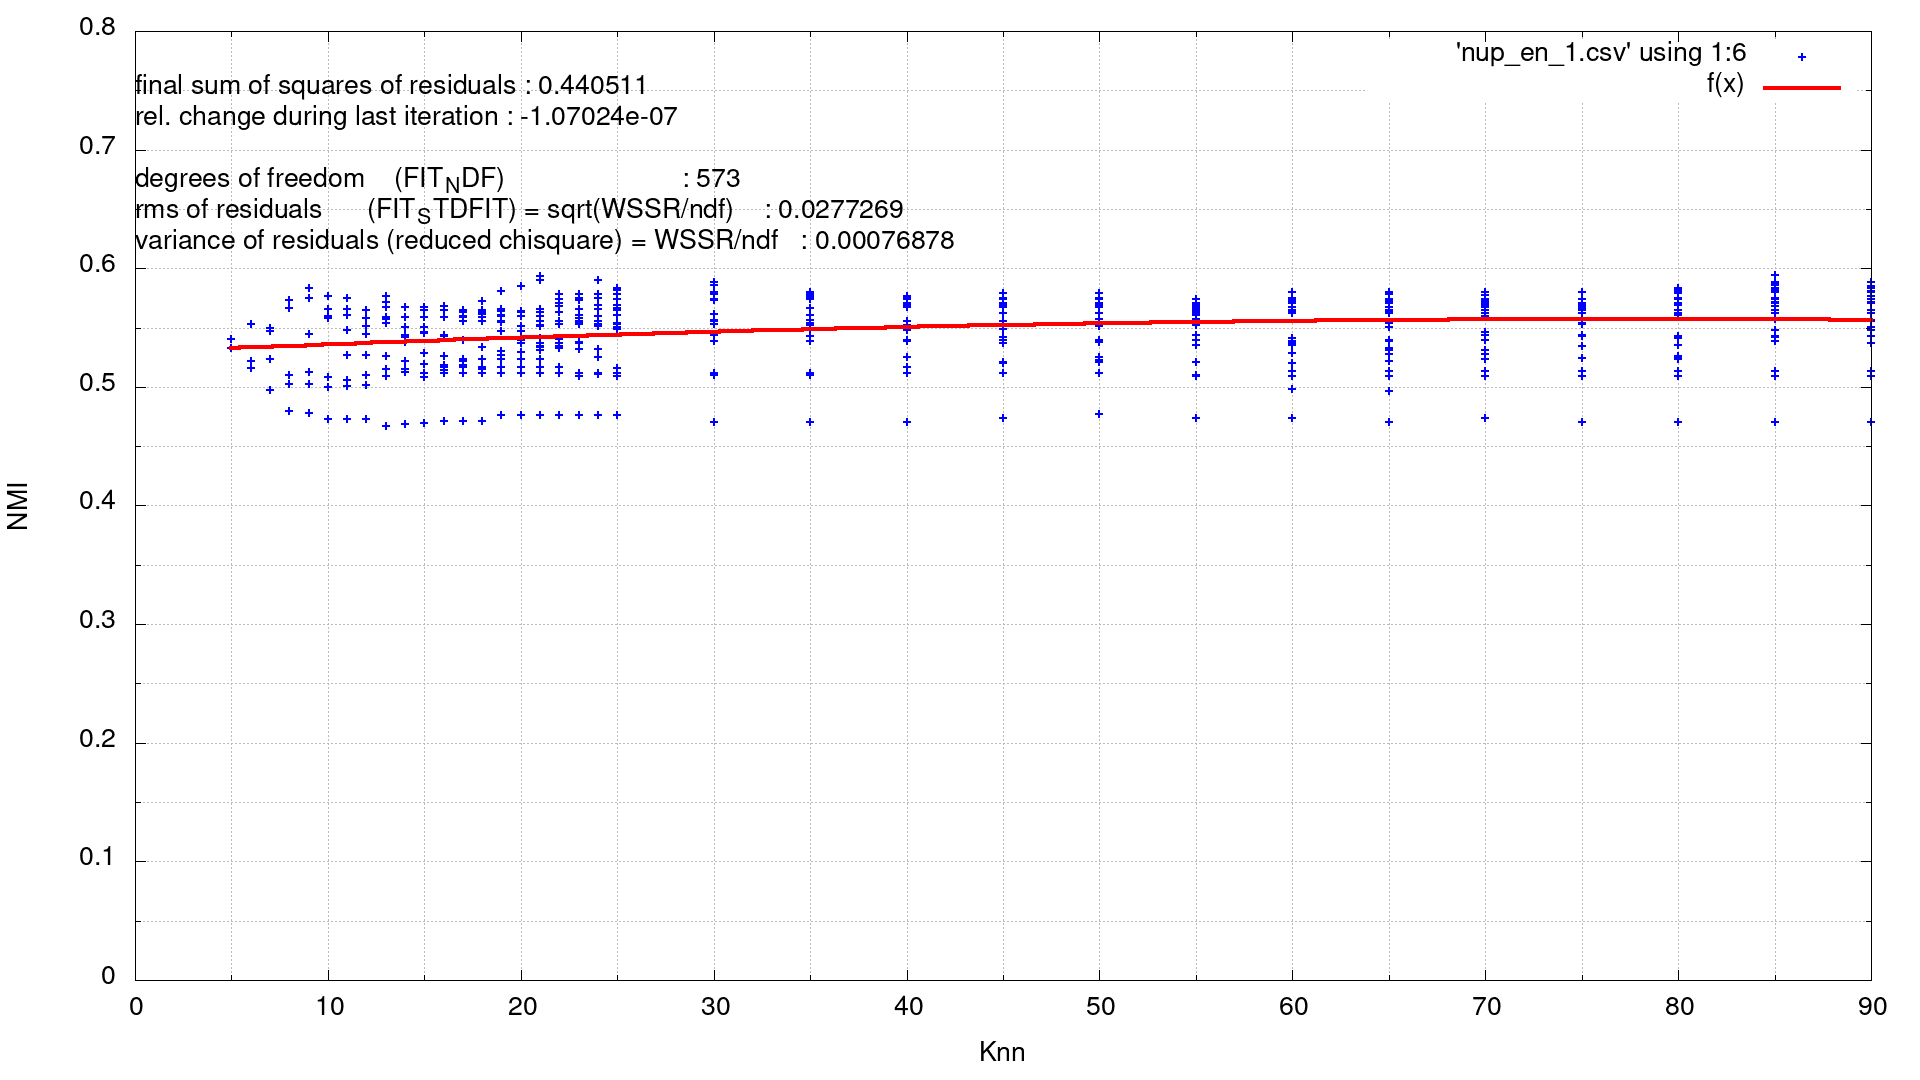 'nup_en_1.csv' using 1:6
f(x)
final sum of squares of residuals : 0.440511
rel. change during last iteration : -1.07024e-07
degrees of freedom (FIT_NDF) : 573
rms of residuals (FIT_STDFIT) = sqrt(WSSR/ndf) : 0.0277269
variance of residuals (reduced chisquare) = WSSR/ndf : 0.00076878
0.8
0.7
0.6
0.5
0.4
0.3
0.2
0.1
0
NMI
0 10 20 30 40 50 60 70 80 90
Knn